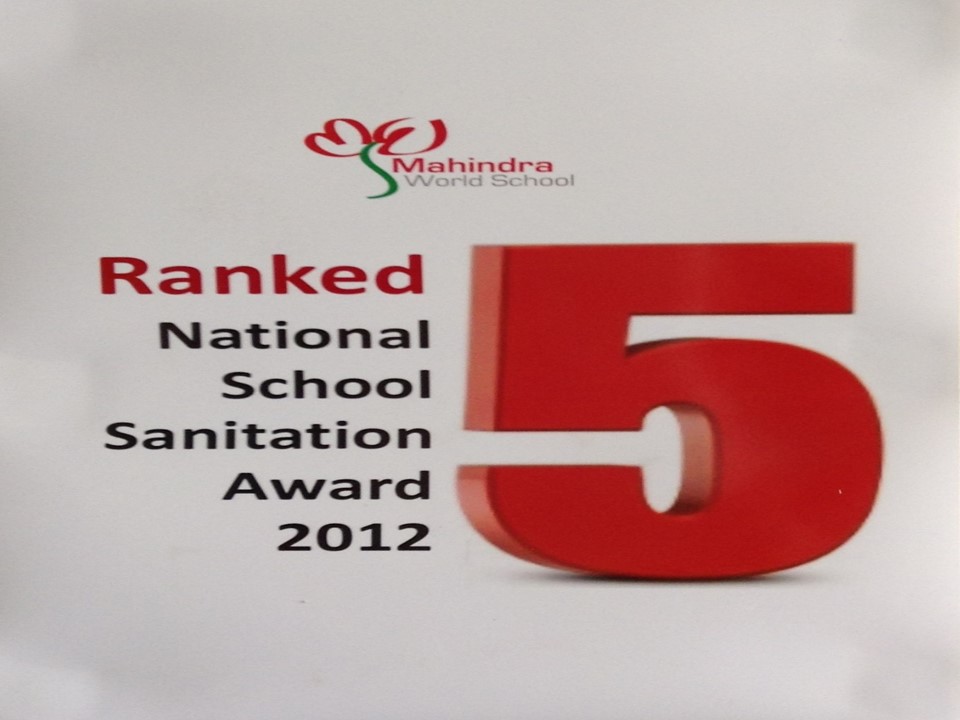 Mahindra
World School
Ranked 5
National
School
Sanitation
Award
2012